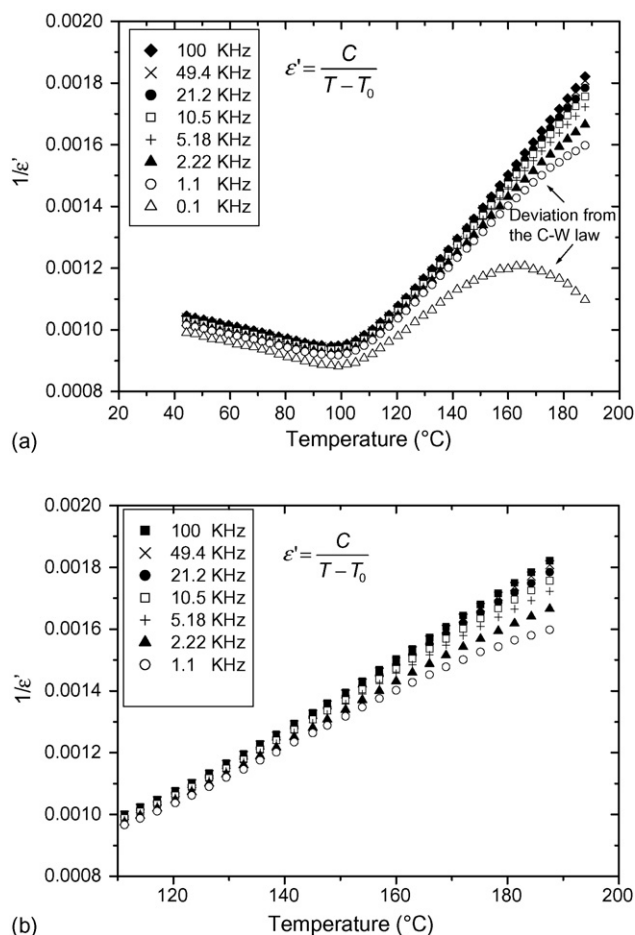 0.0020
0.0018
0.0016
0.0014
0.0012
0.0010
0.0008
1/ε'
100 KHz
49.4 KHz
21.2 KHz
10.5 KHz
5.18 KHz
2.22 KHz
1.1 KHz
0.1 KHz
ε' = C / (T − T₀)
Deviation from
the C-W law
20 40 60 80 100 120 140 160 180 200
Temperature (°C)
(a)
0.0020
0.0018
0.0016
0.0014
0.0012
0.0010
0.0008
1/ε'
100 KHz
49.4 KHz
21.2 KHz
10.5 KHz
5.18 KHz
2.22 KHz
1.1 KHz
ε' = C / (T − T₀)
120 140 160 180 200
Temperature (°C)
(b)